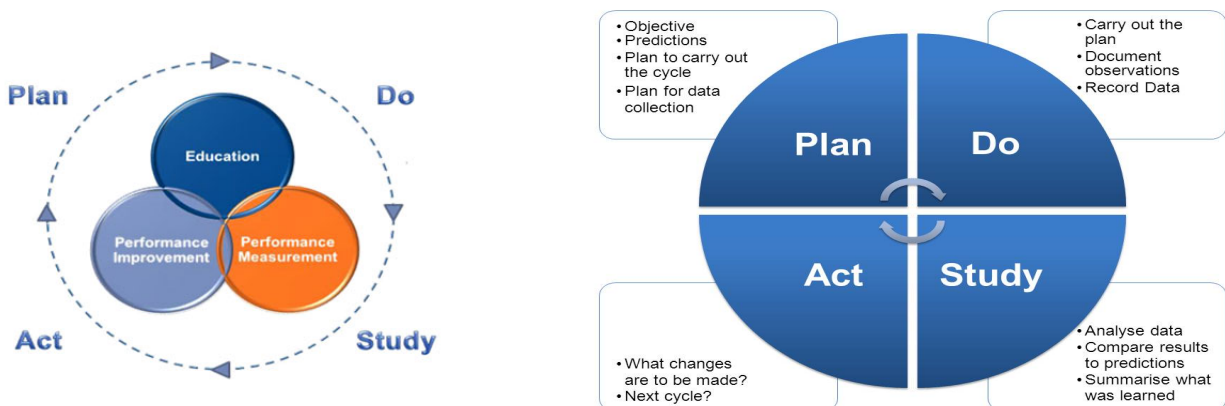 Plan
Do
Education
Performance
Improvement
Performance
Measurement
Act
Study
• Objective
• Predictions
• Plan to carry out
the cycle
• Plan for data
collection
• Carry out the
plan
• Document
observations
• Record Data
Plan
Do
Act
Study
• What changes
are to be made?
• Next cycle?
• Analyse data
• Compare results
to predictions
• Summarise what
was learned